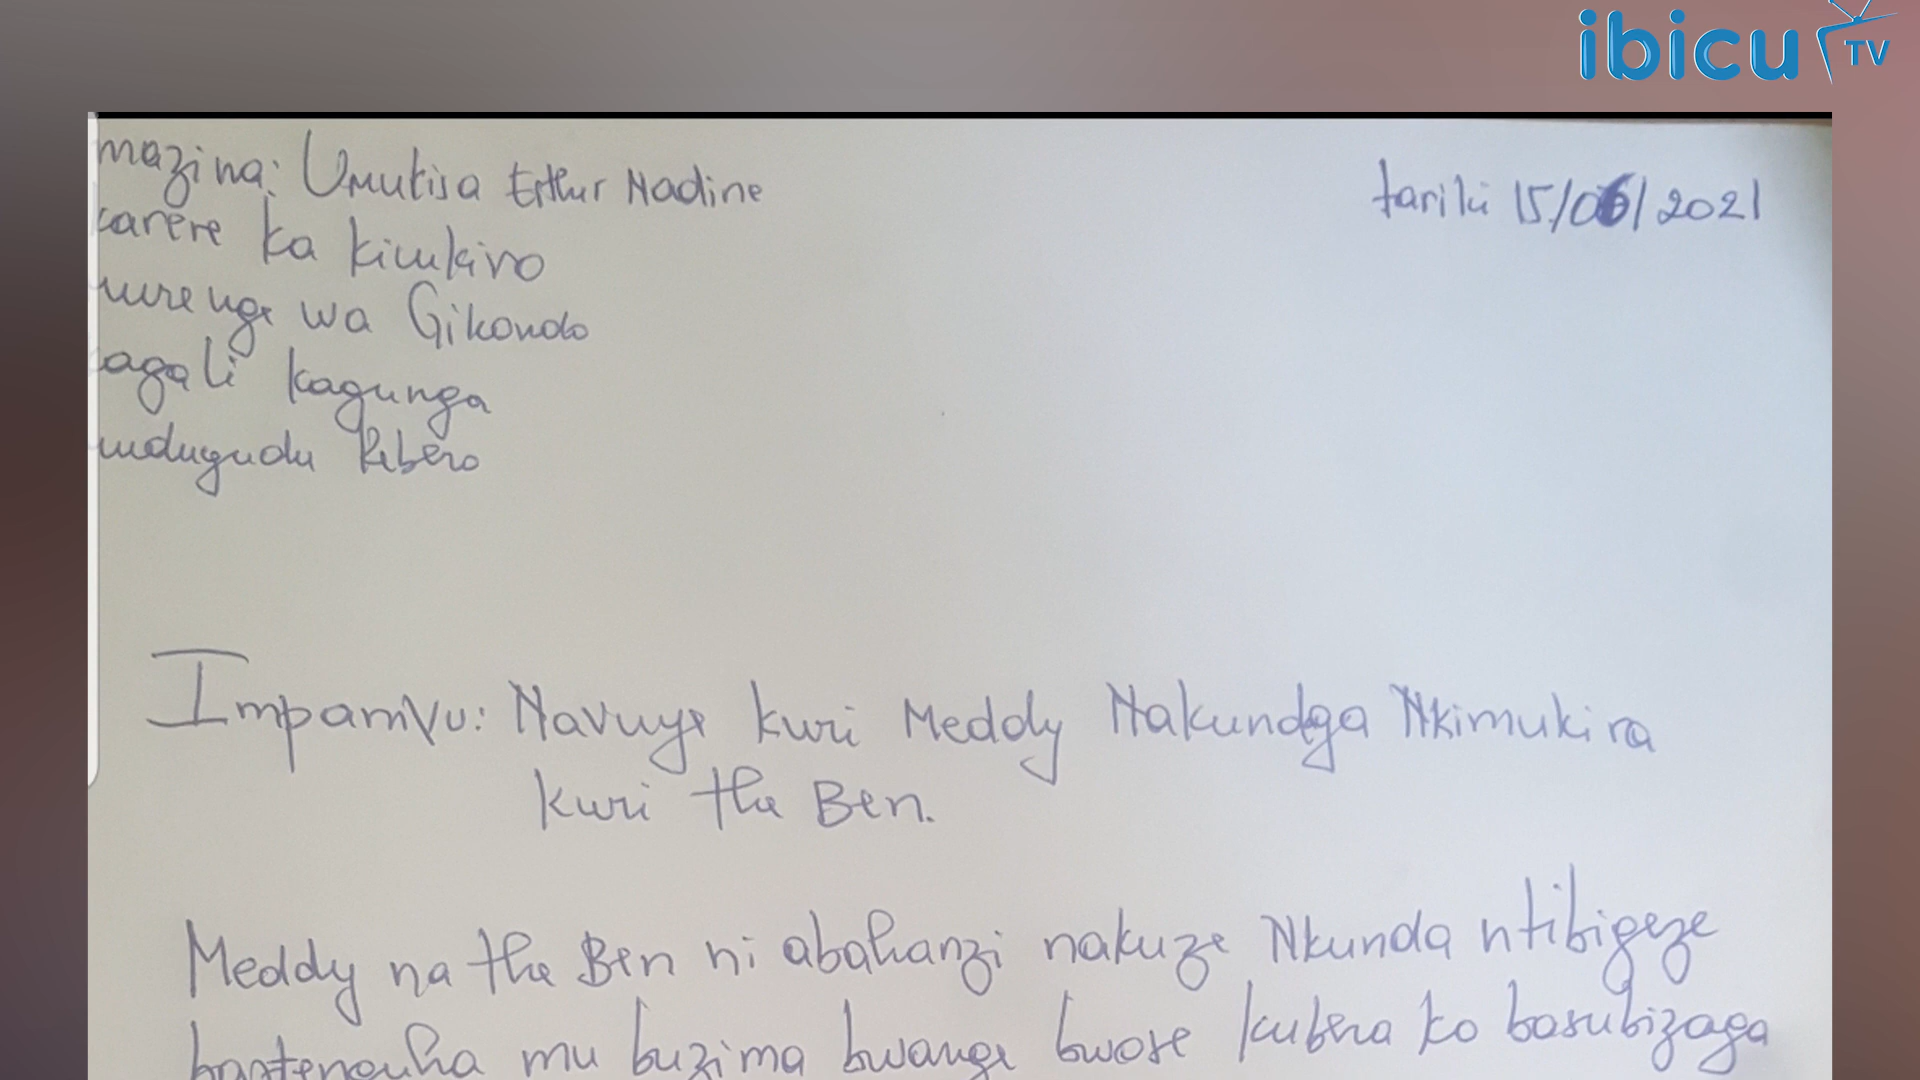 ibicu TV
mazina: Umutisa Esther Nadine
tariki 15/06/2021
karere ka kicukiro
murenge wa Gikondo
agali kagunga
mudugudu kibero
Impamvu: Navuye kuri Meddy Nakundaga Nkimukira
kuri the Ben.
Meddy na the Ben ni abahanzi nakuze Nkunda ntibigeze
mu buzima bwange bwose kubera ko basubizaga